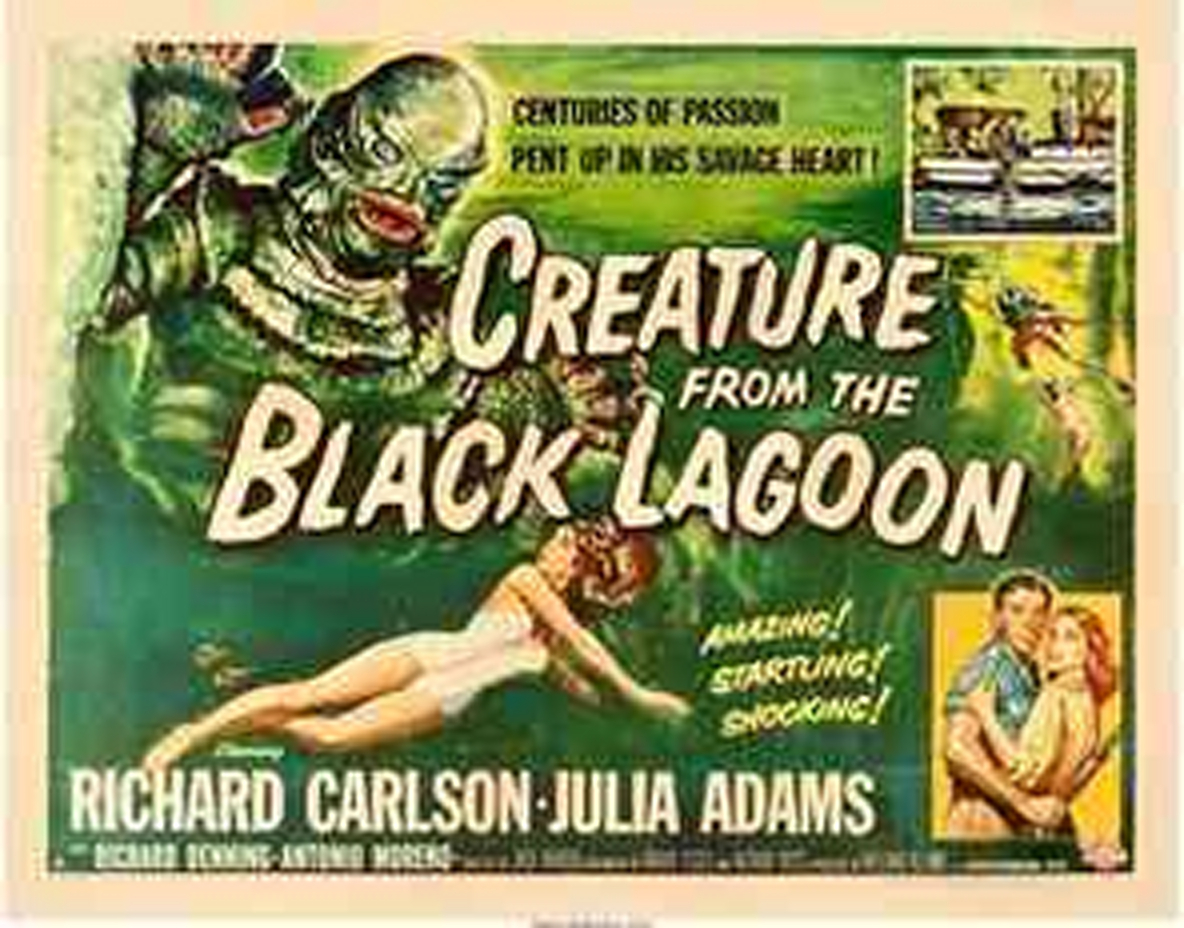 CENTURIES OF PASSION
PENT UP IN HIS SAVAGE HEART!
CREATURE
FROM THE
BLACK LAGOON
AMAZING!
STARTLING!
SHOCKING!
Starring
RICHARD CARLSON · JULIA ADAMS
RICHARD DENNING · ANTONIO MORENO